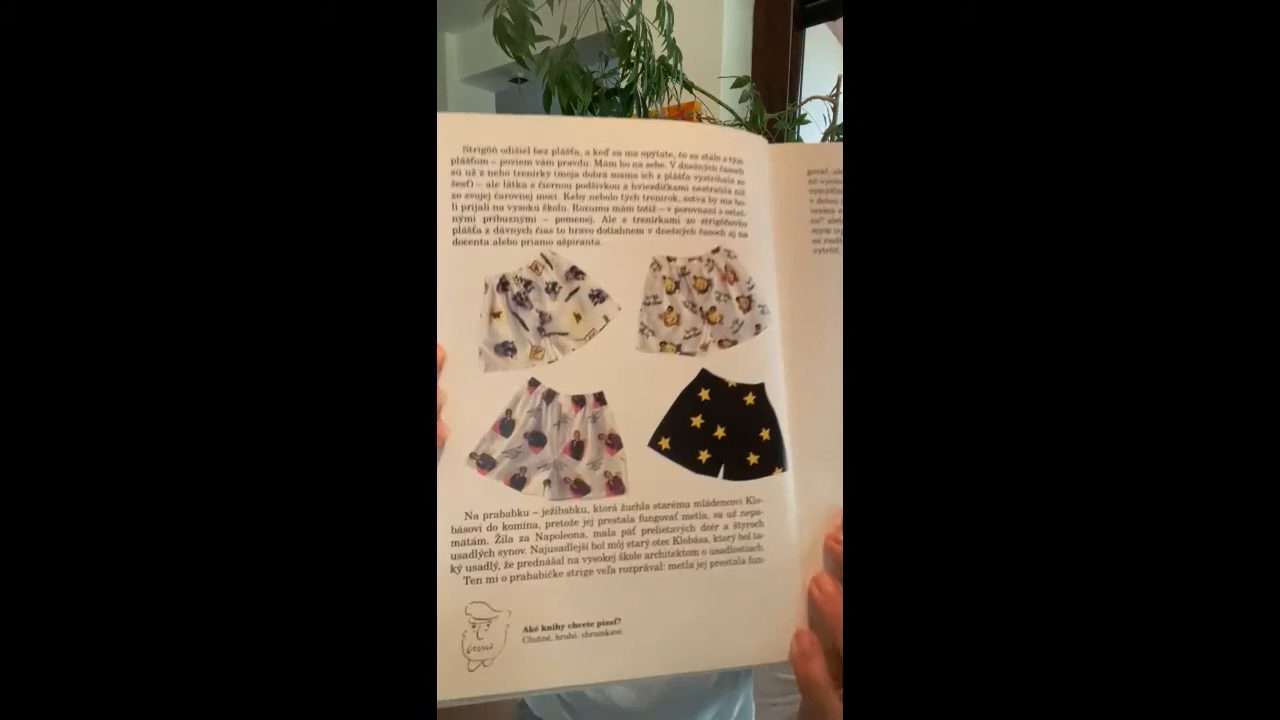 Strigôň odišiel bez plášťa, a keď sa ma opýtate, čo sa stalo s tým
plášťom – poviem vám pravdu. Mám ho na sebe. V dnešných časoch
sú už z neho trenírky (moja dobrá mama ich z plášťa vystrihala zo
šesť) – ale látka s čiernou podšívkou a hviezdičkami nestratila nič
zo svojej čarovnej moci. Keby nebolo tých trenírok, sotva by ma bo-
li prijali na vysokú školu. Rozumu mám totiž – v porovnaní s ostat-
nými príbuznými – pomenej. Ale s trenírkami zo strigôňovho
plášťa z dávnych čias to hravo dotiahnem v dnešných časoch aj na
docenta alebo priamo ašpiranta.
Na prababku – ježibabku, ktorá žuchla starému mládencovi Klo-
básovi do komína, pretože jej prestala fungovať metla, sa už nepa-
mätám. Žila za Napoleona, mala päť prelietavých dcér a štyroch
usadlých synov. Najusadlejší bol môj starý otec Klobása, ktorý bol ta-
ký usadlý, že prednášal na vysokej škole architektom o usadlostiach.
Ten mi o prababičke strige veľa rozprával: metla jej prestala fun-
Aké knihy chcete písať?
Chutné, hrubé, chrumkavé.